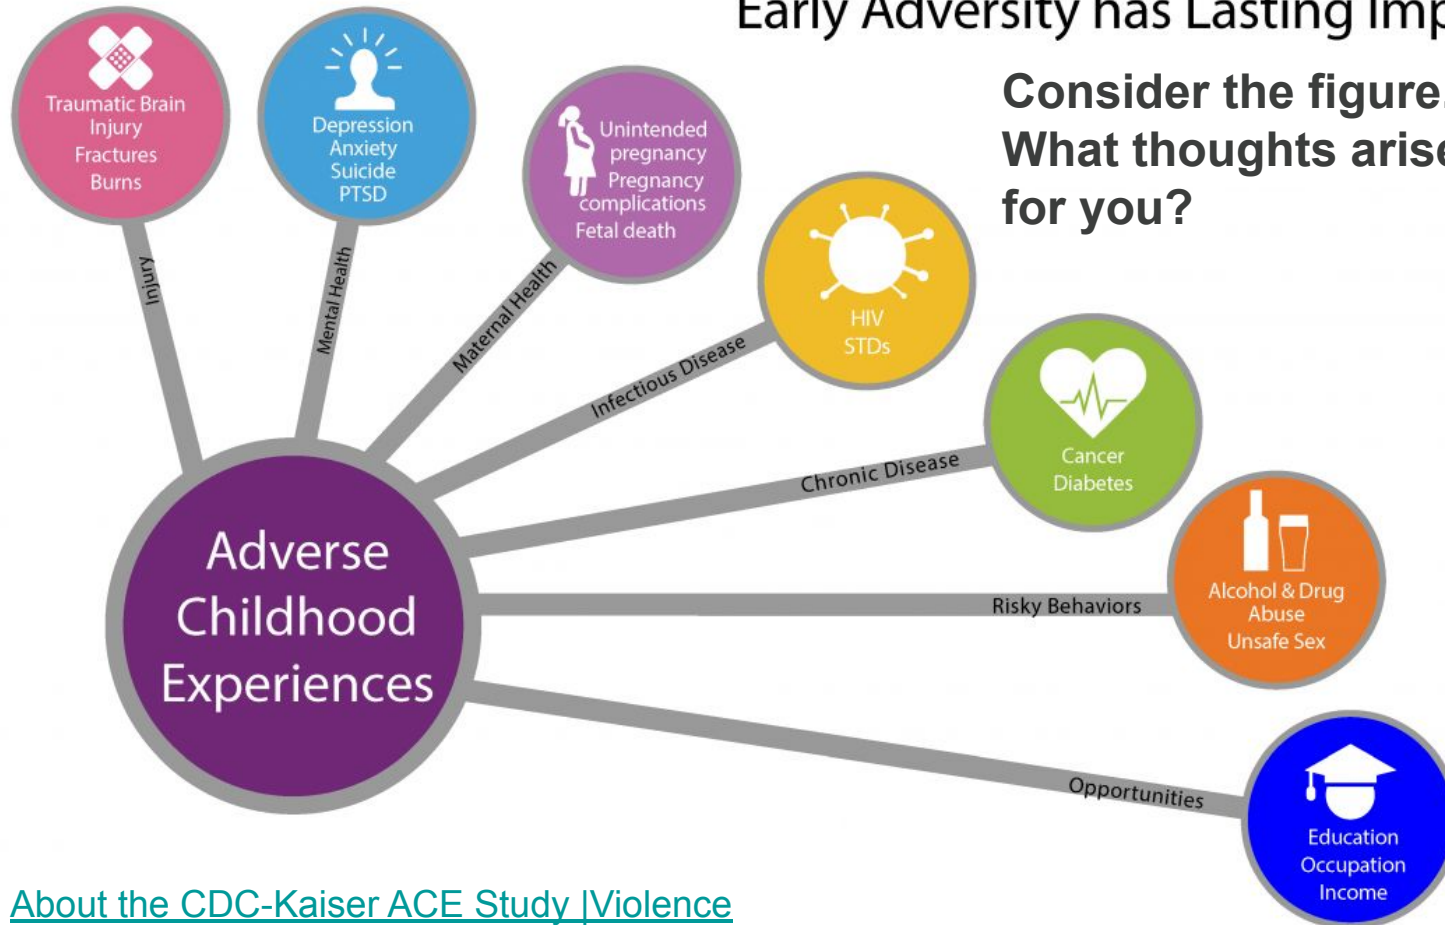 Early Adversity has Lasting
Consider the figure.
What thoughts arise
for you?
Traumatic Brain
Injury
Fractures
Burns
Depression
Anxiety
Suicide
PTSD
Unintended
pregnancy
Pregnancy
complications
Fetal death
HIV
STDs
Cancer
Diabetes
Alcohol & Drug
Abuse
Unsafe Sex
Education
Occupation
Income
Injury
Mental Health
Maternal Health
Infectious Disease
Chronic Disease
Risky Behaviors
Opportunities
Adverse
Childhood
Experiences
About the CDC-Kaiser ACE Study |Violence